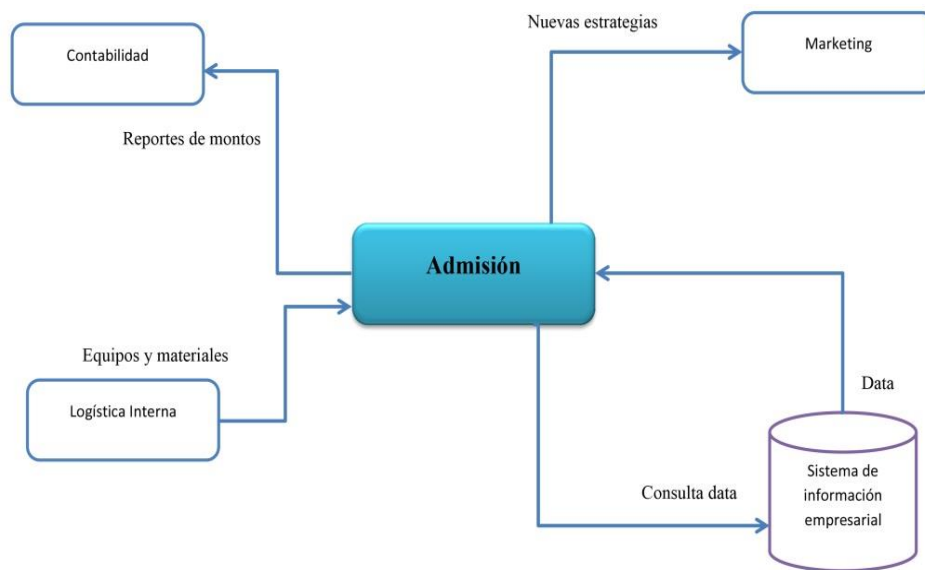 Nuevas estrategias
Contabilidad
Marketing
Reportes de montos
Admisión
Equipos y materiales
Logística Interna
Data
Consulta data
Sistema de
información
empresarial